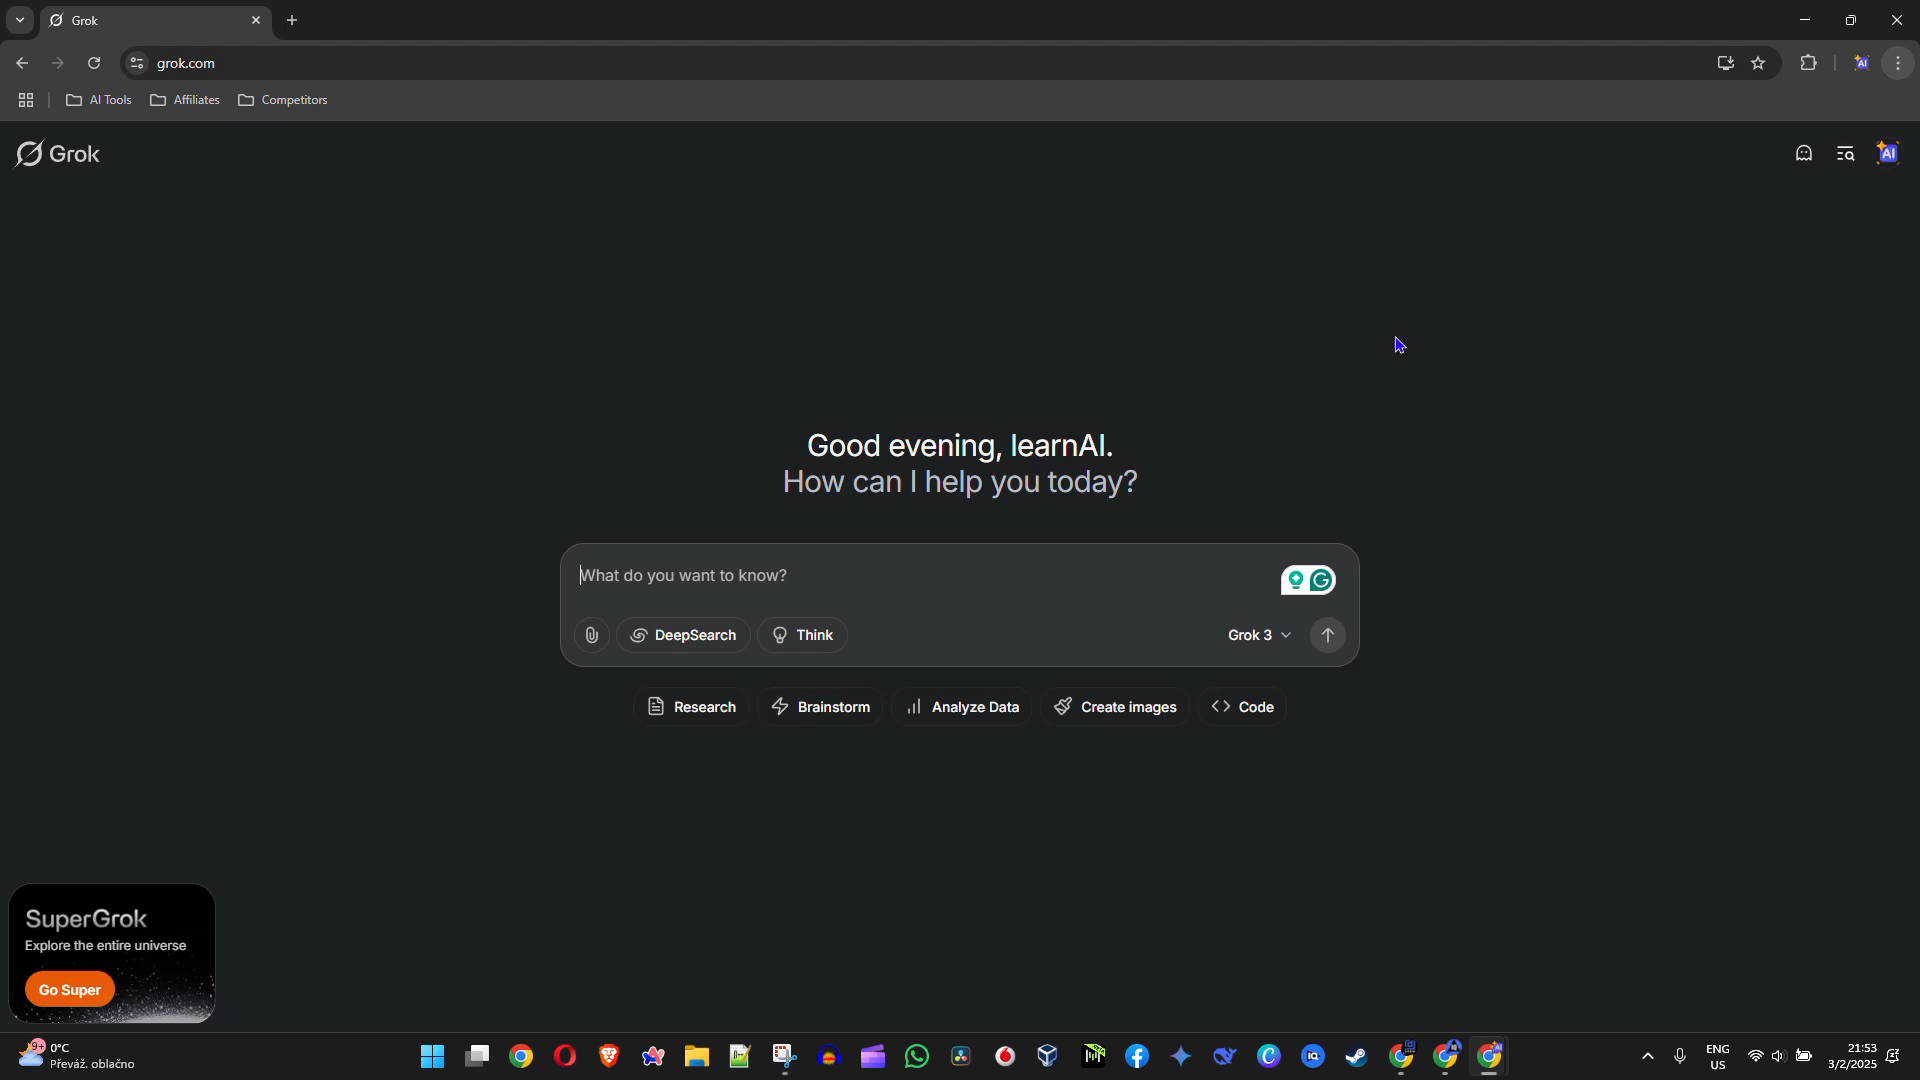 Grok
grok.com
AI Tools
Affiliates
Competitors
Grok
AI
Good evening, learnAI.
How can I help you today?
What do you want to know?
DeepSearch
Think
Grok 3
Research
Brainstorm
Analyze Data
Create images
Code
SuperGrok
Explore the entire universe
Go Super
9+
0°C
Převáž. oblačno
ENG
US
21:53
3/2/2025